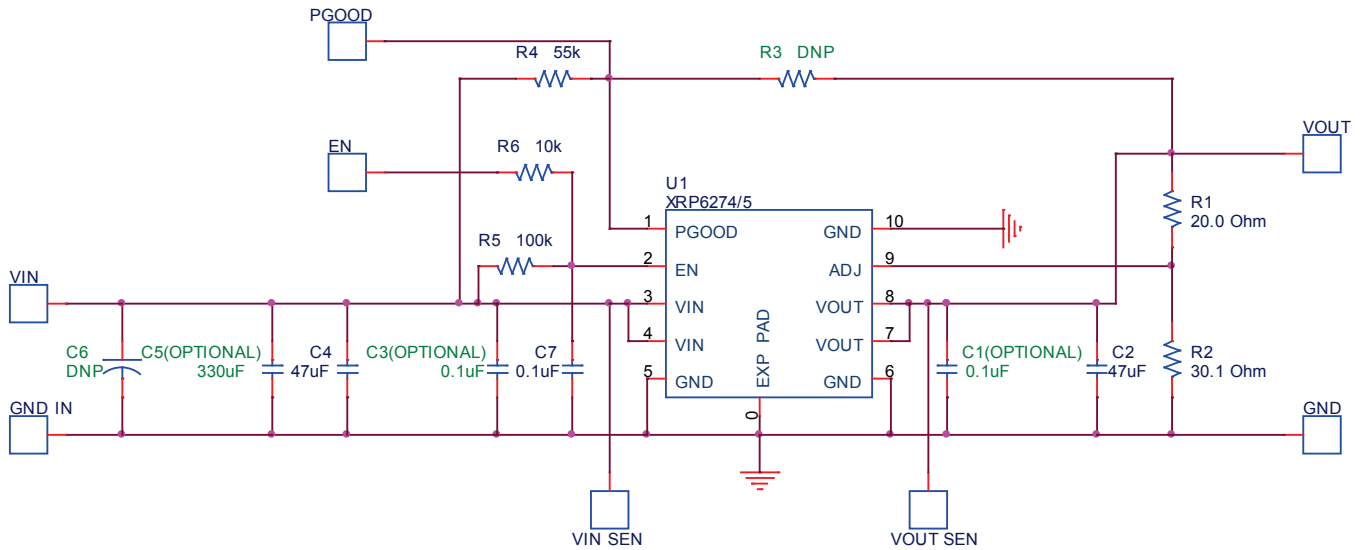 PGOOD
R4 55k
R3 DNP
VOUT
EN
R6 10k
U1
XRP6274/5
R1
20.0 Ohm
1
PGOOD
GND
10
R5 100k
2
EN
ADJ
9
VIN
3
VIN
VOUT
8
4
VIN
VOUT
7
5
GND
GND
6
EXP PAD
0
C6
DNP
C5(OPTIONAL)
330uF
C4
47uF
C3(OPTIONAL)
0.1uF
C7
0.1uF
C1(OPTIONAL)
0.1uF
C2
47uF
R2
30.1 Ohm
GND IN
GND
VIN SEN
VOUT SEN